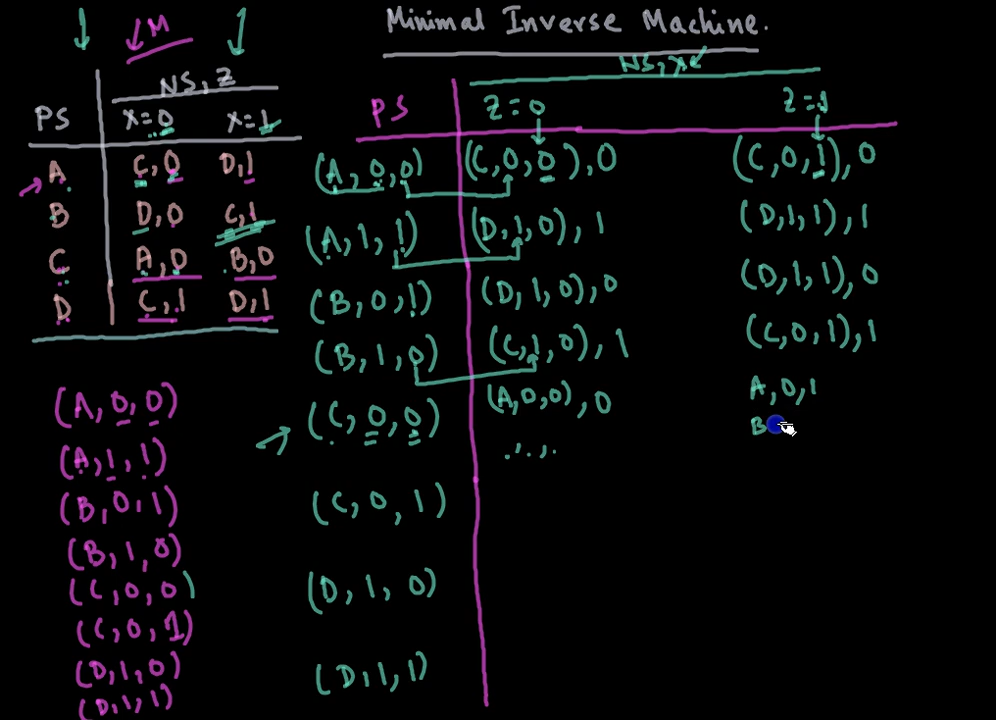 Minimal Inverse Machine.
M
NS, Z
PS X=0 X=1
A C,0 D,1
B D,0 C,1
C A,0 B,0
D C,1 D,1
(A,0,0)
(A,1,1)
(B,0,1)
(B,1,0)
(C,0,0)
(C,0,1)
(D,1,0)
(D,1,1)
NS, X
PS Z=0 Z=1
(A,0,0) (C,0,0),0 (C,0,1),0
(A,1,1) (D,1,0),1 (D,1,1),1
(B,0,1) (D,1,0),0 (D,1,1),0
(B,1,0) (C,1,0),1 (C,0,1),1
(C,0,0) (A,0,0),0 A,0,1
..... B
(C,0,1)
(D,1,0)
(D,1,1)